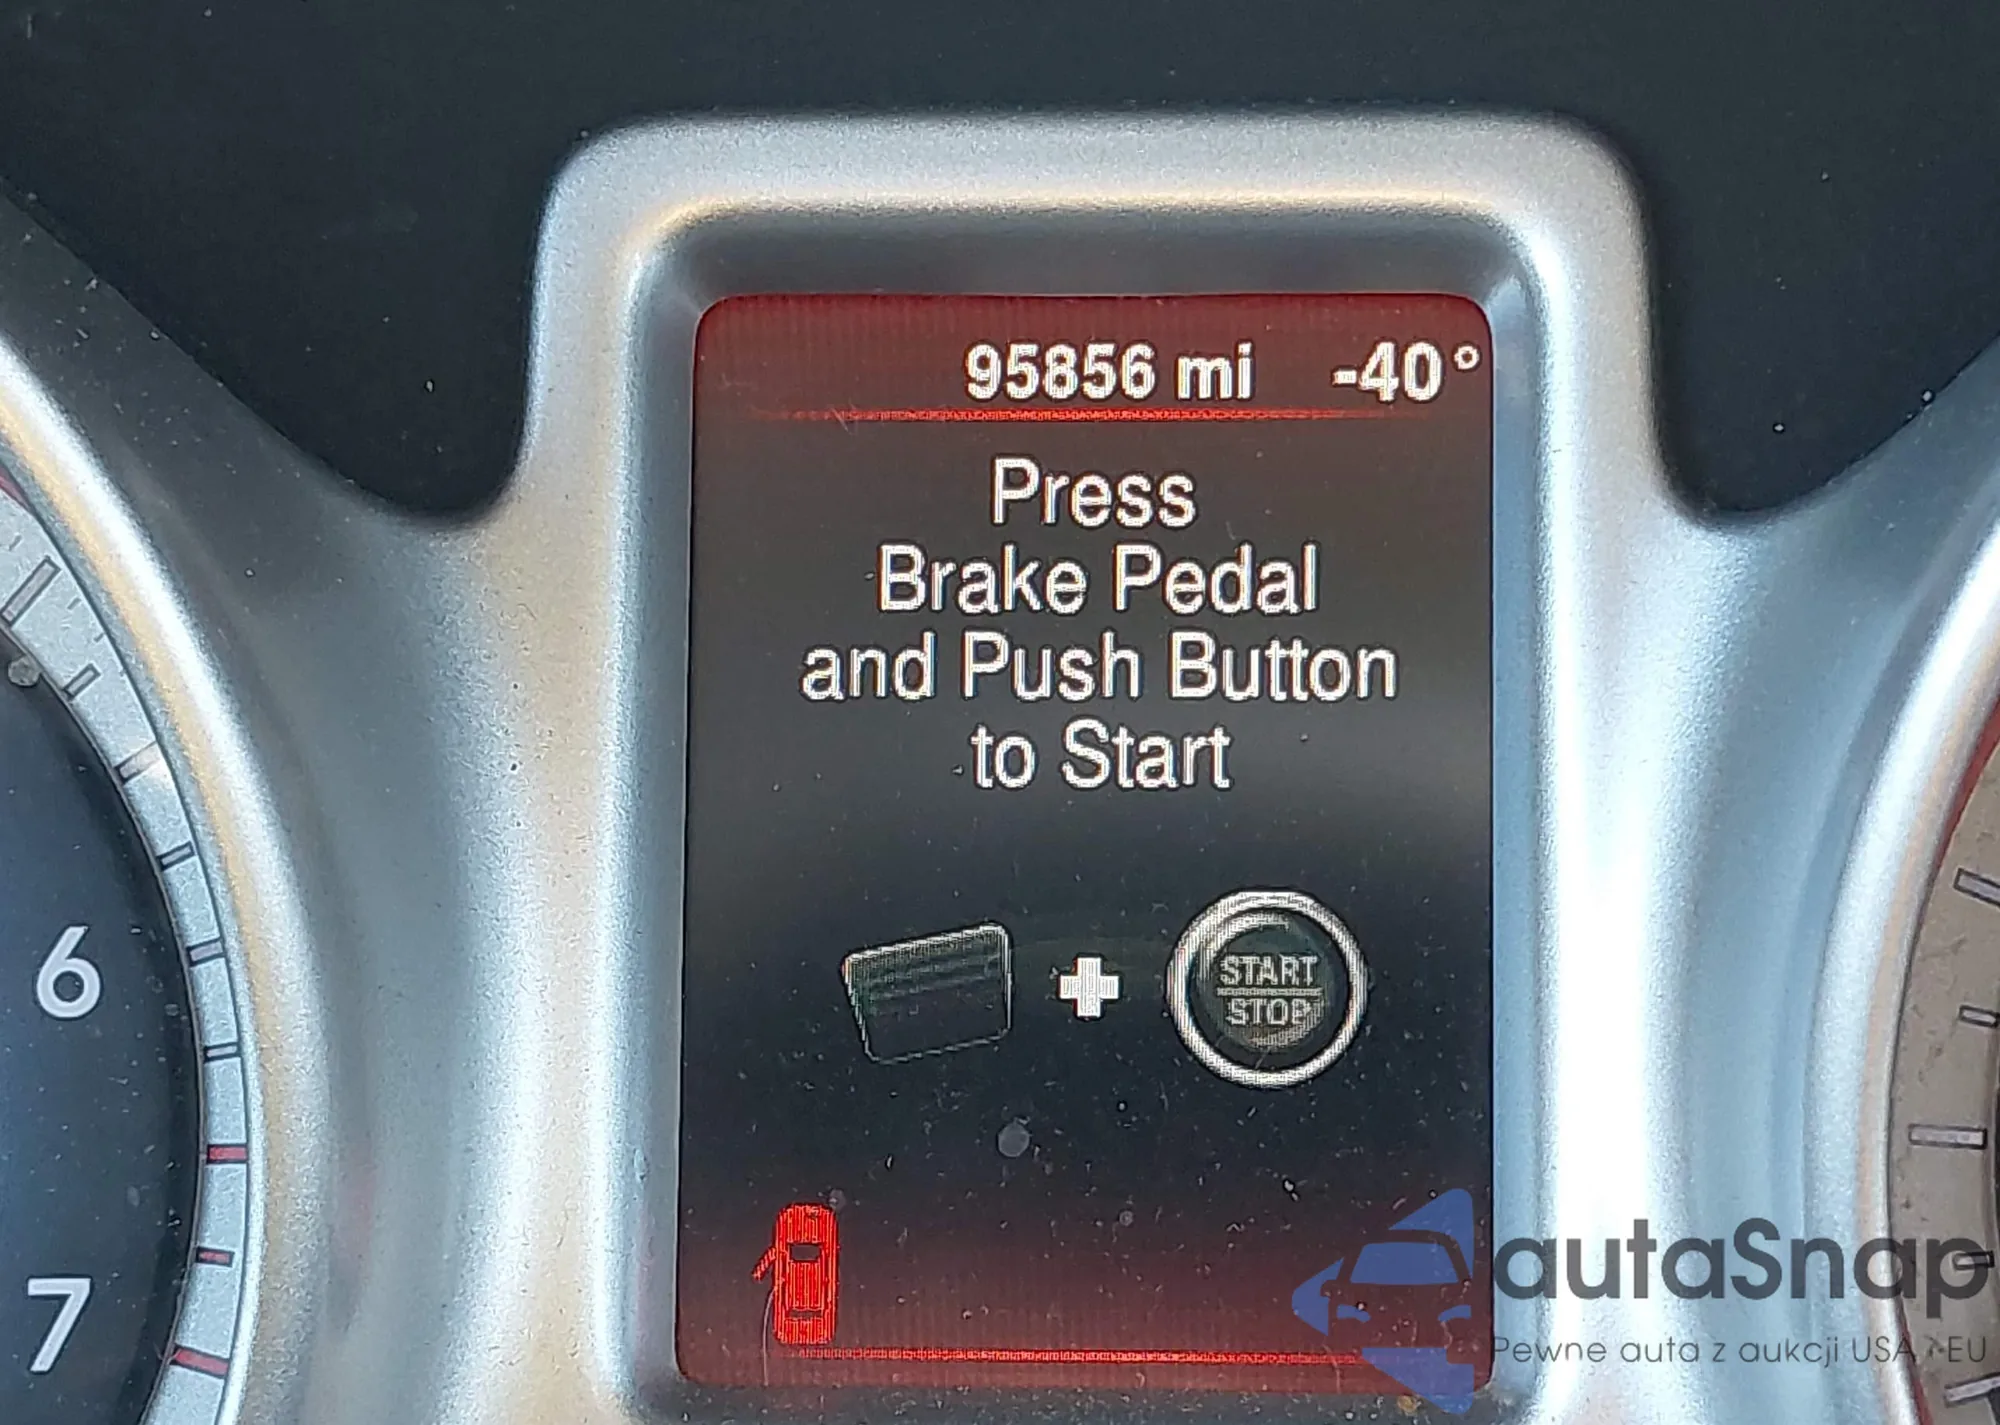 95856 mi -40°
Press
Brake Pedal
and Push Button
to Start
START
STOP
6
7
autaSnap
Pewne auta z aukcji USA i EU